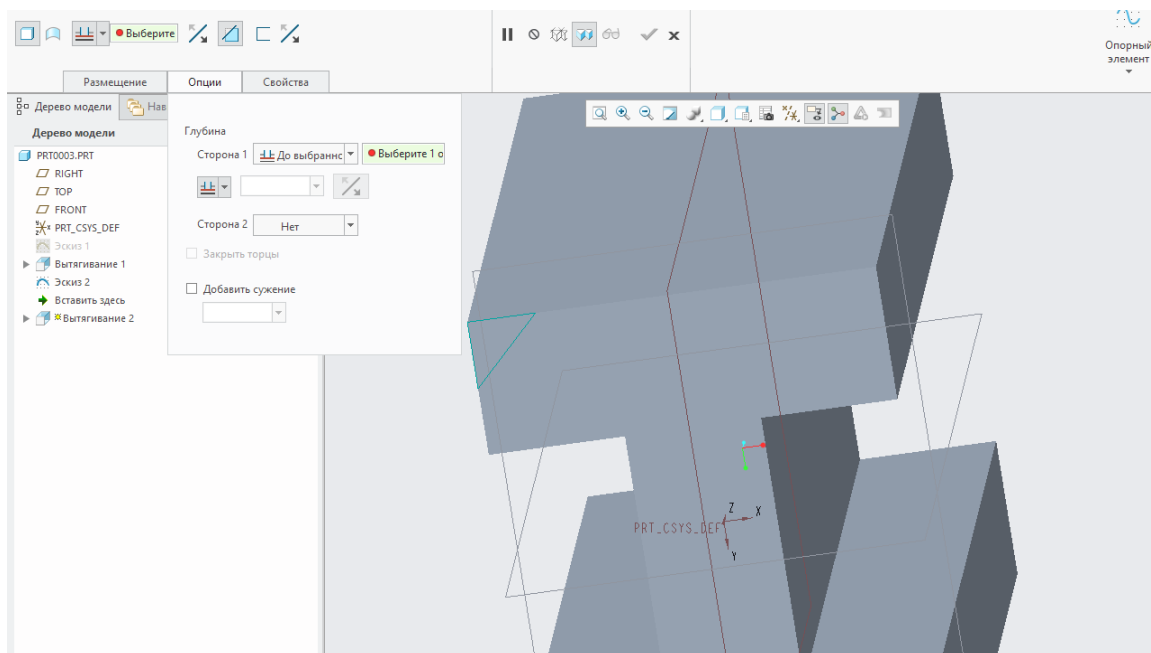 Выберите
Опорный
элемент
Размещение Опции Свойства
Дерево модели Нав
Дерево модели
PRT0003.PRT
RIGHT
TOP
FRONT
PRT_CSYS_DEF
Эскиз 1
Вытягивание 1
Эскиз 2
Вставить здесь
Вытягивание 2
Глубина
Сторона 1 До выбраннс Выберите 1 о
Сторона 2 Нет
Закрыть торцы
Добавить сужение
PRT_CSYS_DEF
Z
X
Y